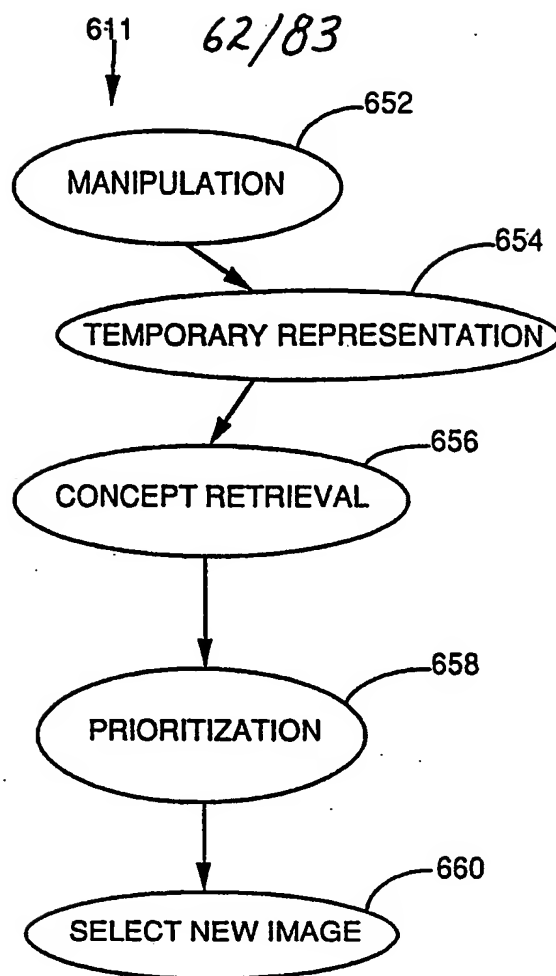 611 62/83
652
MANIPULATION
654
TEMPORARY REPRESENTATION
656
CONCEPT RETRIEVAL
658
PRIORITIZATION
660
SELECT NEW IMAGE